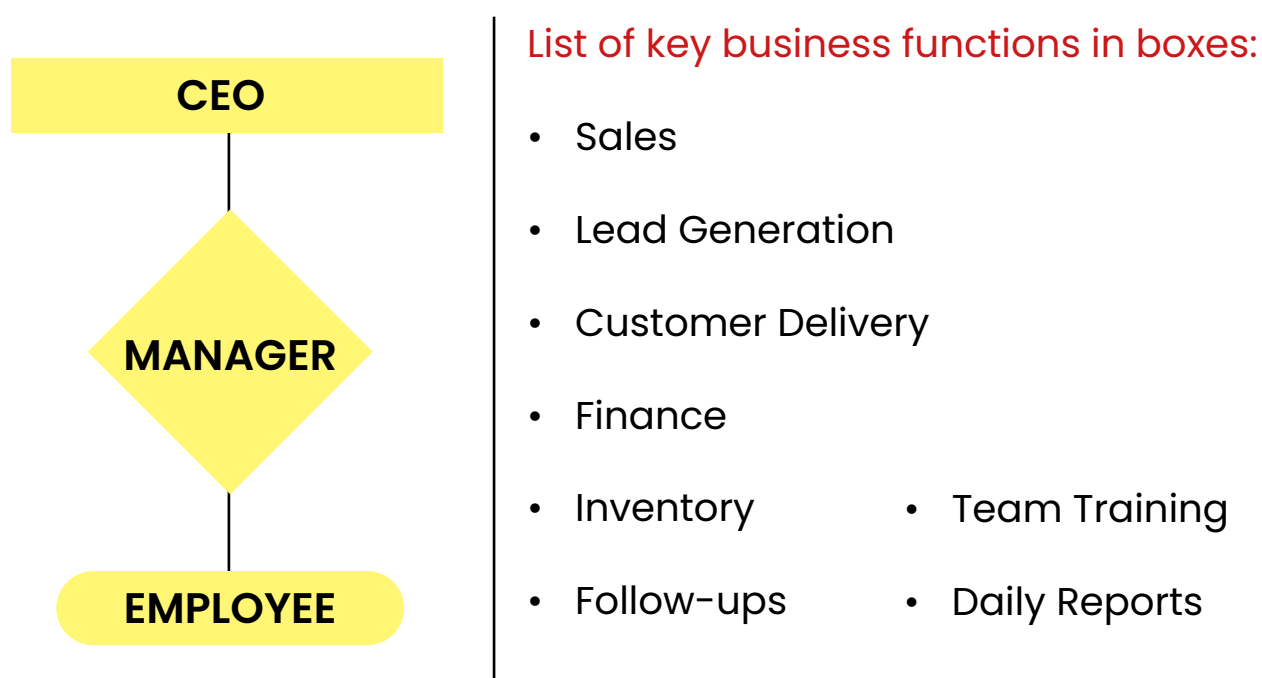 CEO
MANAGER
EMPLOYEE
List of key business functions in boxes:
• Sales
• Lead Generation
• Customer Delivery
• Finance
• Inventory
• Follow-ups
• Team Training
• Daily Reports